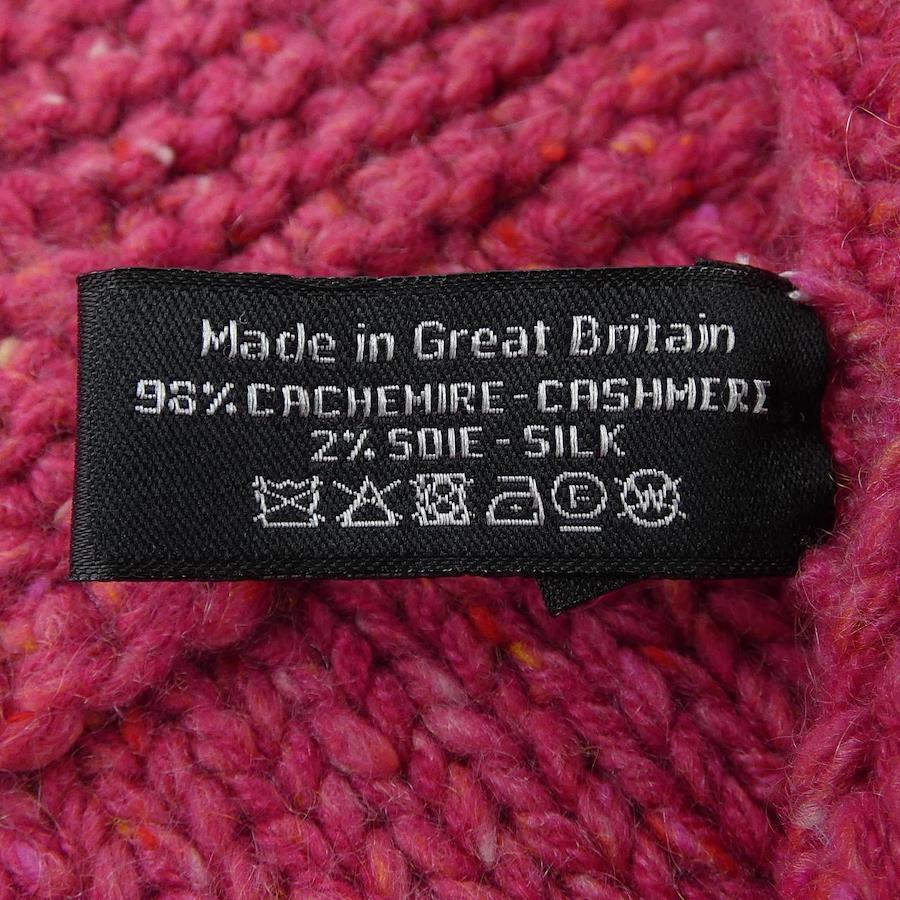 Made in Great Britain
98% CACHEMIRE - CASHMERE
2% SOIE - SILK
F W